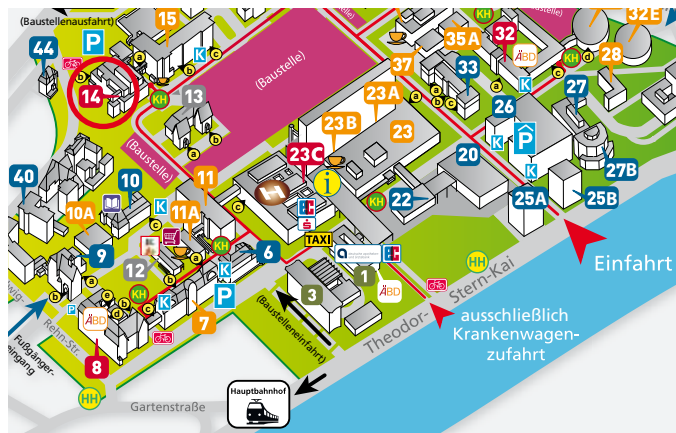 (Baustellenausfahrt)
15
32E
44
P
K
KH
35A
32
ÄBD
KH
d
c
b
a
b
c
14
KH
13
(Baustelle)
37
33
K
28
a
b
c
a
23A
26
27
23B
23
P
K
K
(Baustelle)
a
b
23C
20
27B
40
10
11
i
22
25A
25B
KH
10A
K
c
11A
H
S
TAXI
9
12
KH
6
K
a
1
HH
Einfahrt
b
KH
K
P
3
ÄBD
Stern-Kai
ausschließlich
Krankenwagen-
zufahrt
7
(Baustelleneinfahrt)
Theodor-
ÄBD
8
wig-
Rehn-Str.
Fußgänger-
eingang
P
HH
Gartenstraße
Hauptbahnhof